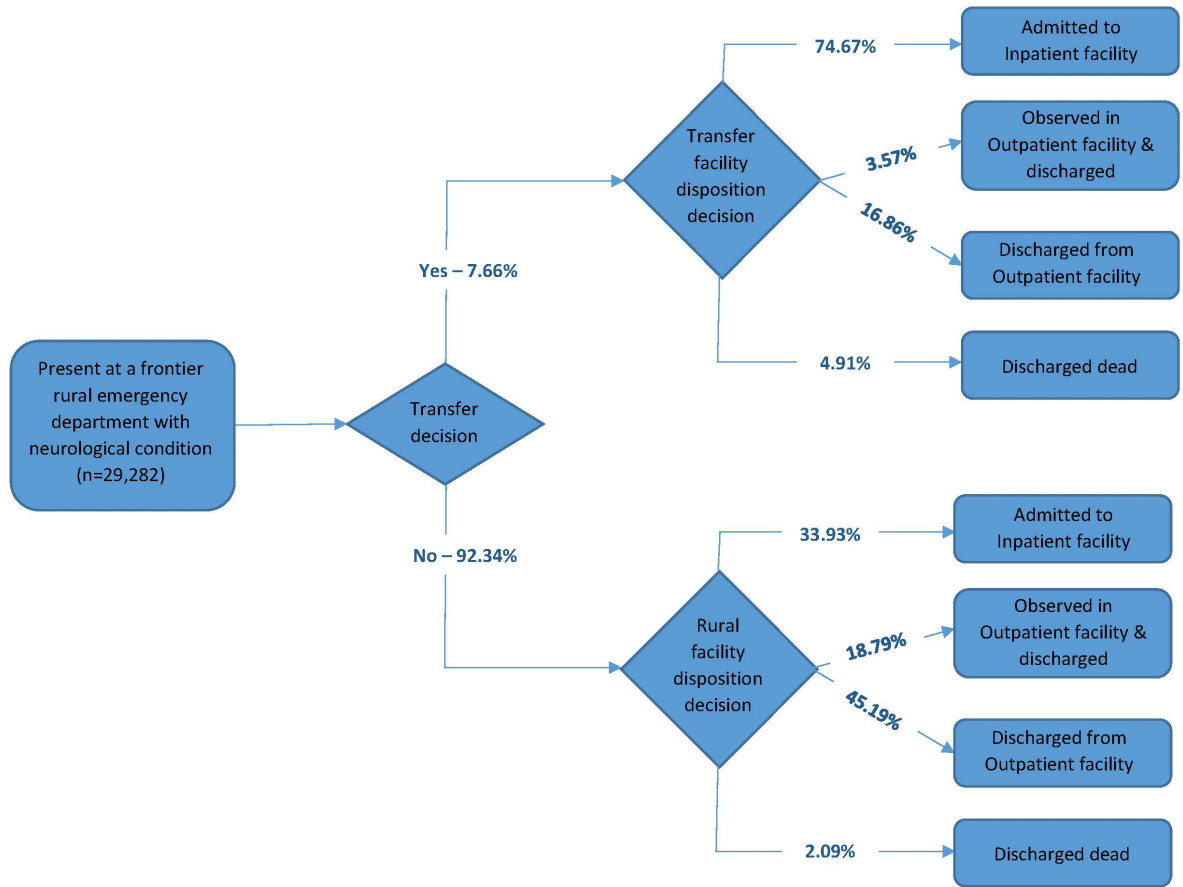 Present at a frontier
rural emergency
department with
neurological condition
(n=29,282)
Transfer
decision
Yes – 7.66%
Transfer
facility
disposition
decision
74.67%
Admitted to
Inpatient facility
3.57%
Observed in
Outpatient facility &
discharged
16.86%
Discharged from
Outpatient facility
4.91%
Discharged dead
No – 92.34%
Rural
facility
disposition
decision
33.93%
Admitted to
Inpatient facility
18.79%
Observed in
Outpatient facility &
discharged
45.19%
Discharged from
Outpatient facility
2.09%
Discharged dead